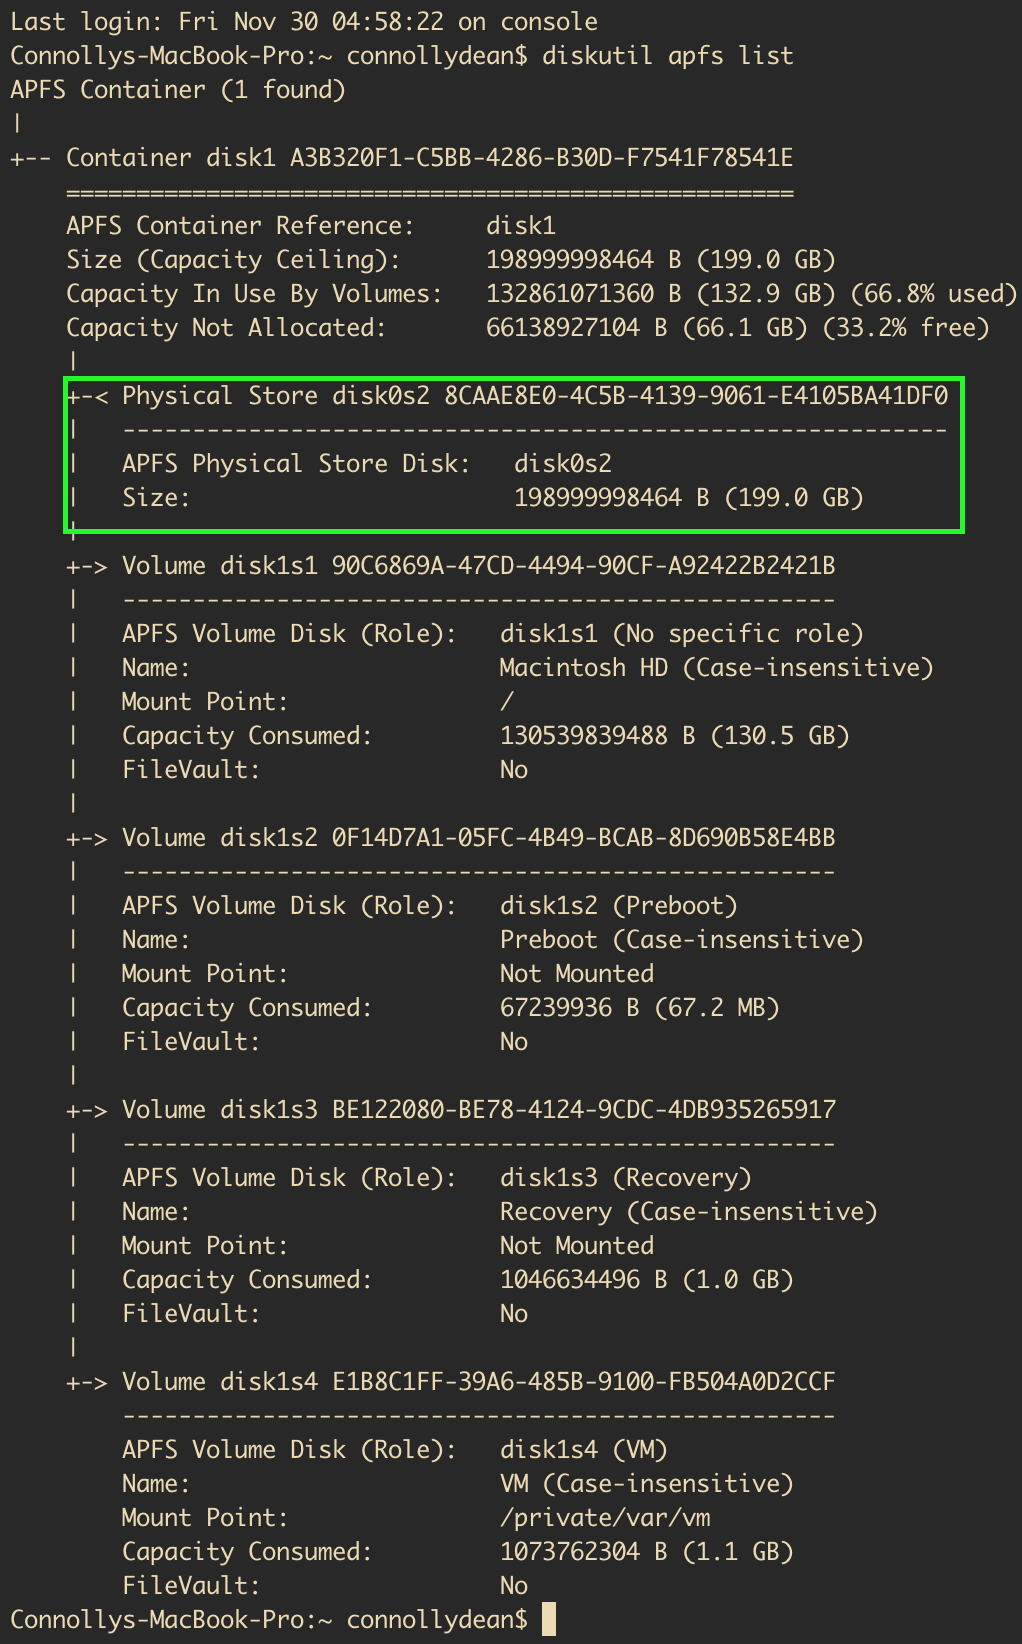 Last login: Fri Nov 30 04:58:22 on console
Connollys-MacBook-Pro:~ connollydean$ diskutil apfs list
APFS Container (1 found)
|
+-- Container disk1 A3B320F1-C5BB-4286-B30D-F7541F78541E
    ====================================================
    APFS Container Reference:     disk1
    Size (Capacity Ceiling):      198999998464 B (199.0 GB)
    Capacity In Use By Volumes:   132861071360 B (132.9 GB) (66.8% used)
    Capacity Not Allocated:       66138927104 B (66.1 GB) (33.2% free)
    |
    +-< Physical Store disk0s2 8CAAE8E0-4C5B-4139-9061-E4105BA41DF0
    |   -----------------------------------------------------------
    |   APFS Physical Store Disk:   disk0s2
    |   Size:                       198999998464 B (199.0 GB)
    |
    +-> Volume disk1s1 90C6869A-47CD-4494-90CF-A92422B2421B
    |   ---------------------------------------------------
    |   APFS Volume Disk (Role):   disk1s1 (No specific role)
    |   Name:                      Macintosh HD (Case-insensitive)
    |   Mount Point:               /
    |   Capacity Consumed:         130539839488 B (130.5 GB)
    |   FileVault:                 No
    |
    +-> Volume disk1s2 0F14D7A1-05FC-4B49-BCAB-8D690B58E4BB
    |   ---------------------------------------------------
    |   APFS Volume Disk (Role):   disk1s2 (Preboot)
    |   Name:                      Preboot (Case-insensitive)
    |   Mount Point:               Not Mounted
    |   Capacity Consumed:         67239936 B (67.2 MB)
    |   FileVault:                 No
    |
    +-> Volume disk1s3 BE122080-BE78-4124-9CDC-4DB935265917
    |   ---------------------------------------------------
    |   APFS Volume Disk (Role):   disk1s3 (Recovery)
    |   Name:                      Recovery (Case-insensitive)
    |   Mount Point:               Not Mounted
    |   Capacity Consumed:         1046634496 B (1.0 GB)
    |   FileVault:                 No
    |
    +-> Volume disk1s4 E1B8C1FF-39A6-485B-9100-FB504A0D2CCF
        ---------------------------------------------------
        APFS Volume Disk (Role):   disk1s4 (VM)
        Name:                      VM (Case-insensitive)
        Mount Point:               /private/var/vm
        Capacity Consumed:         1073762304 B (1.1 GB)
        FileVault:                 No
Connollys-MacBook-Pro:~ connollydean$